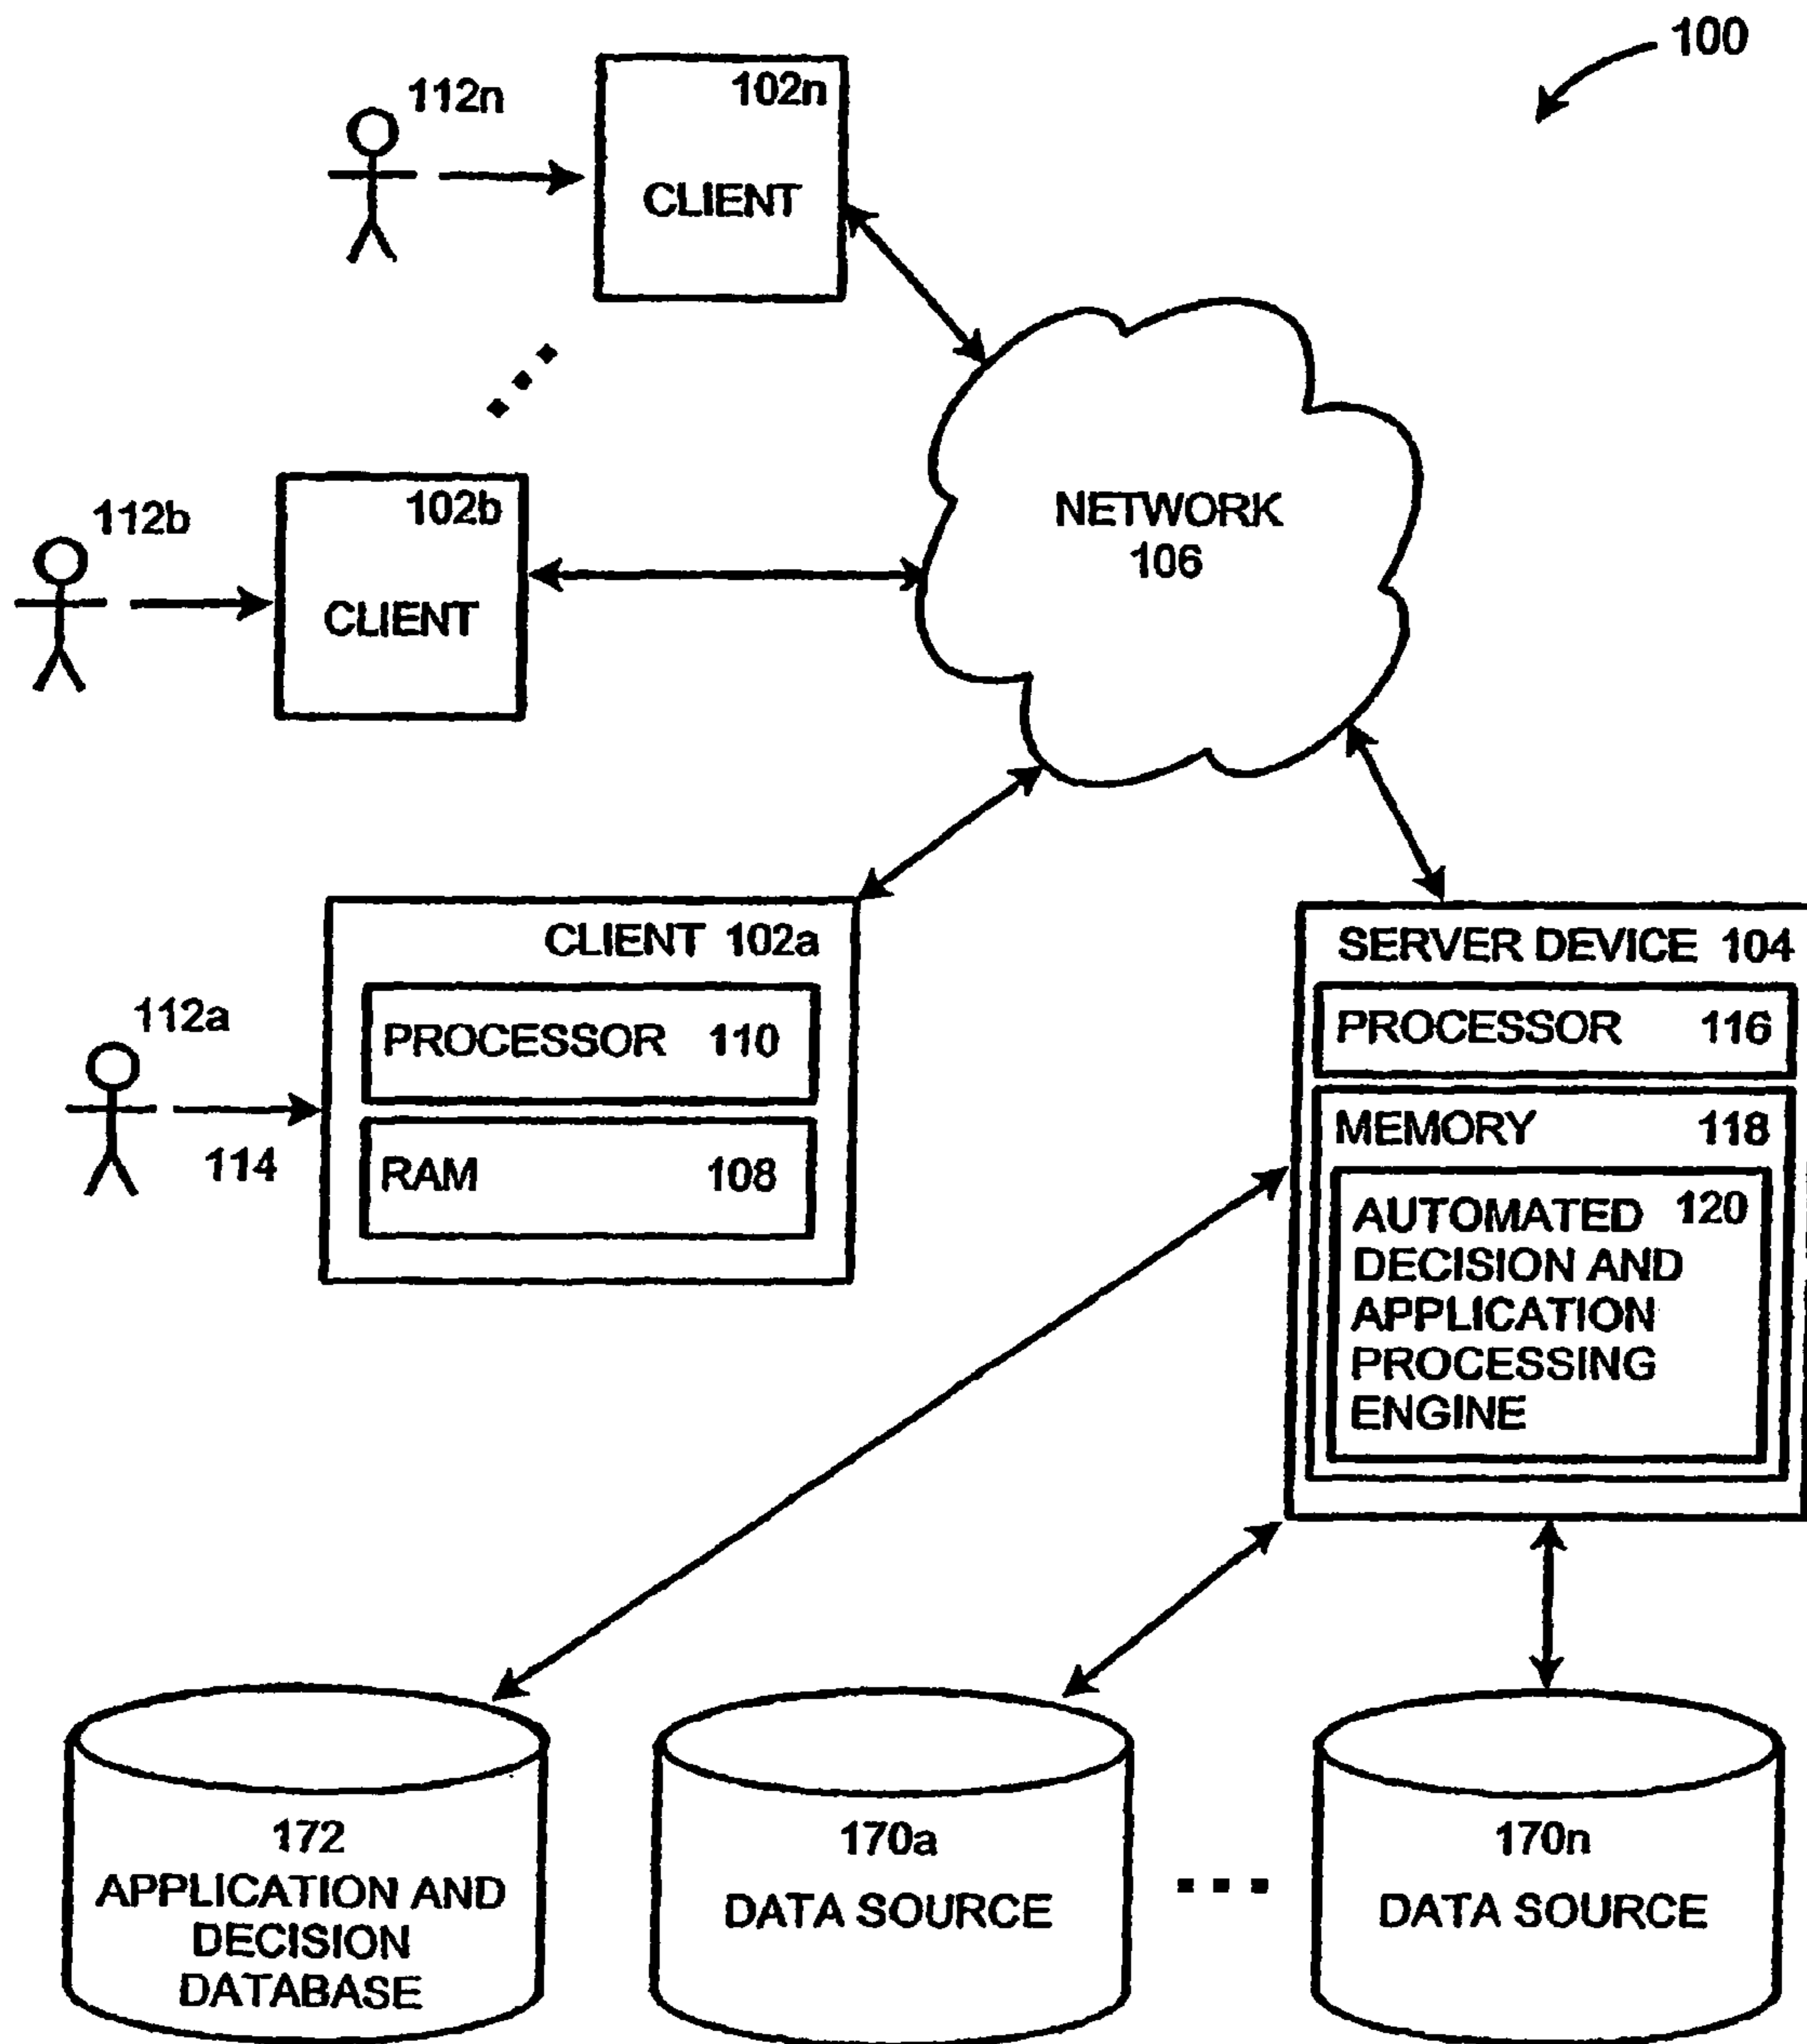 100
112n
102n
CLIENT
112b
102b
CLIENT
NETWORK
106
CLIENT 102a
PROCESSOR 110
RAM 108
112a
114
SERVER DEVICE 104
PROCESSOR 116
MEMORY 118
AUTOMATED 120
DECISION AND
APPLICATION
PROCESSING
ENGINE
172
APPLICATION AND
DECISION
DATABASE
170a
DATA SOURCE
170n
DATA SOURCE